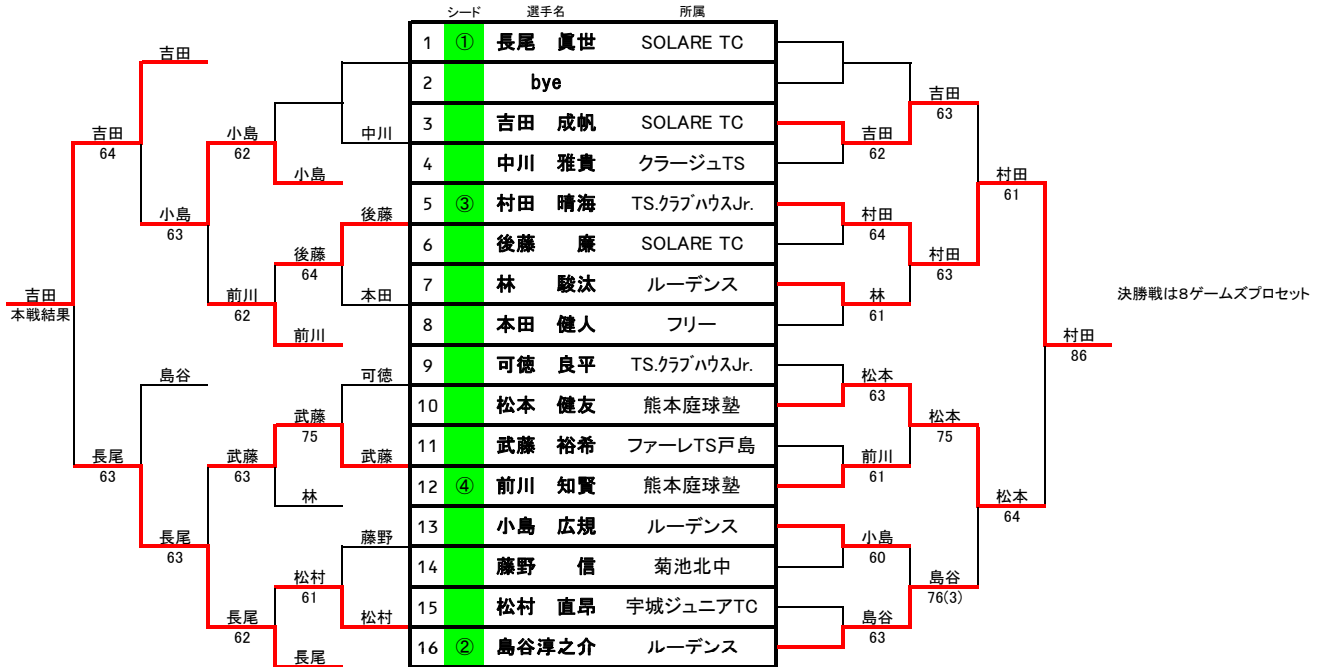 シード 選手名 所属
1 ① 長尾 眞世 SOLARE TC
2 bye
3 吉田 成帆 SOLARE TC
4 中川 雅貴 クラージュTS
5 ③ 村田 晴海 TS.クラブハウスJr.
6 後藤 廉 SOLARE TC
7 林 駿汰 ルーデンス
8 本田 健人 フリー
9 可徳 良平 TS.クラブハウスJr.
10 松本 健友 熊本庭球塾
11 武藤 裕希 ファーレTS戸島
12 ④ 前川 知賢 熊本庭球塾
13 小島 広規 ルーデンス
14 藤野 信 菊池北中
15 松村 直昂 宇城ジュニアTC
16 ②島谷淳之介 ルーデンス
吉田
吉田
64
小島
62
中川
小島
小島
63
後藤
後藤
64
前川
62
本田
前川
吉田
本戦結果
島谷
可徳
武藤
75
武藤
長尾
63
武藤
63
林
長尾
63
藤野
松村
61
松村
長尾
62
長尾
吉田
63
吉田
62
村田
61
村田
64
村田
63
林
61
決勝戦は8ゲームズプロセット
村田
86
松本
63
松本
75
前川
61
松本
64
小島
60
島谷
76(3)
島谷
63